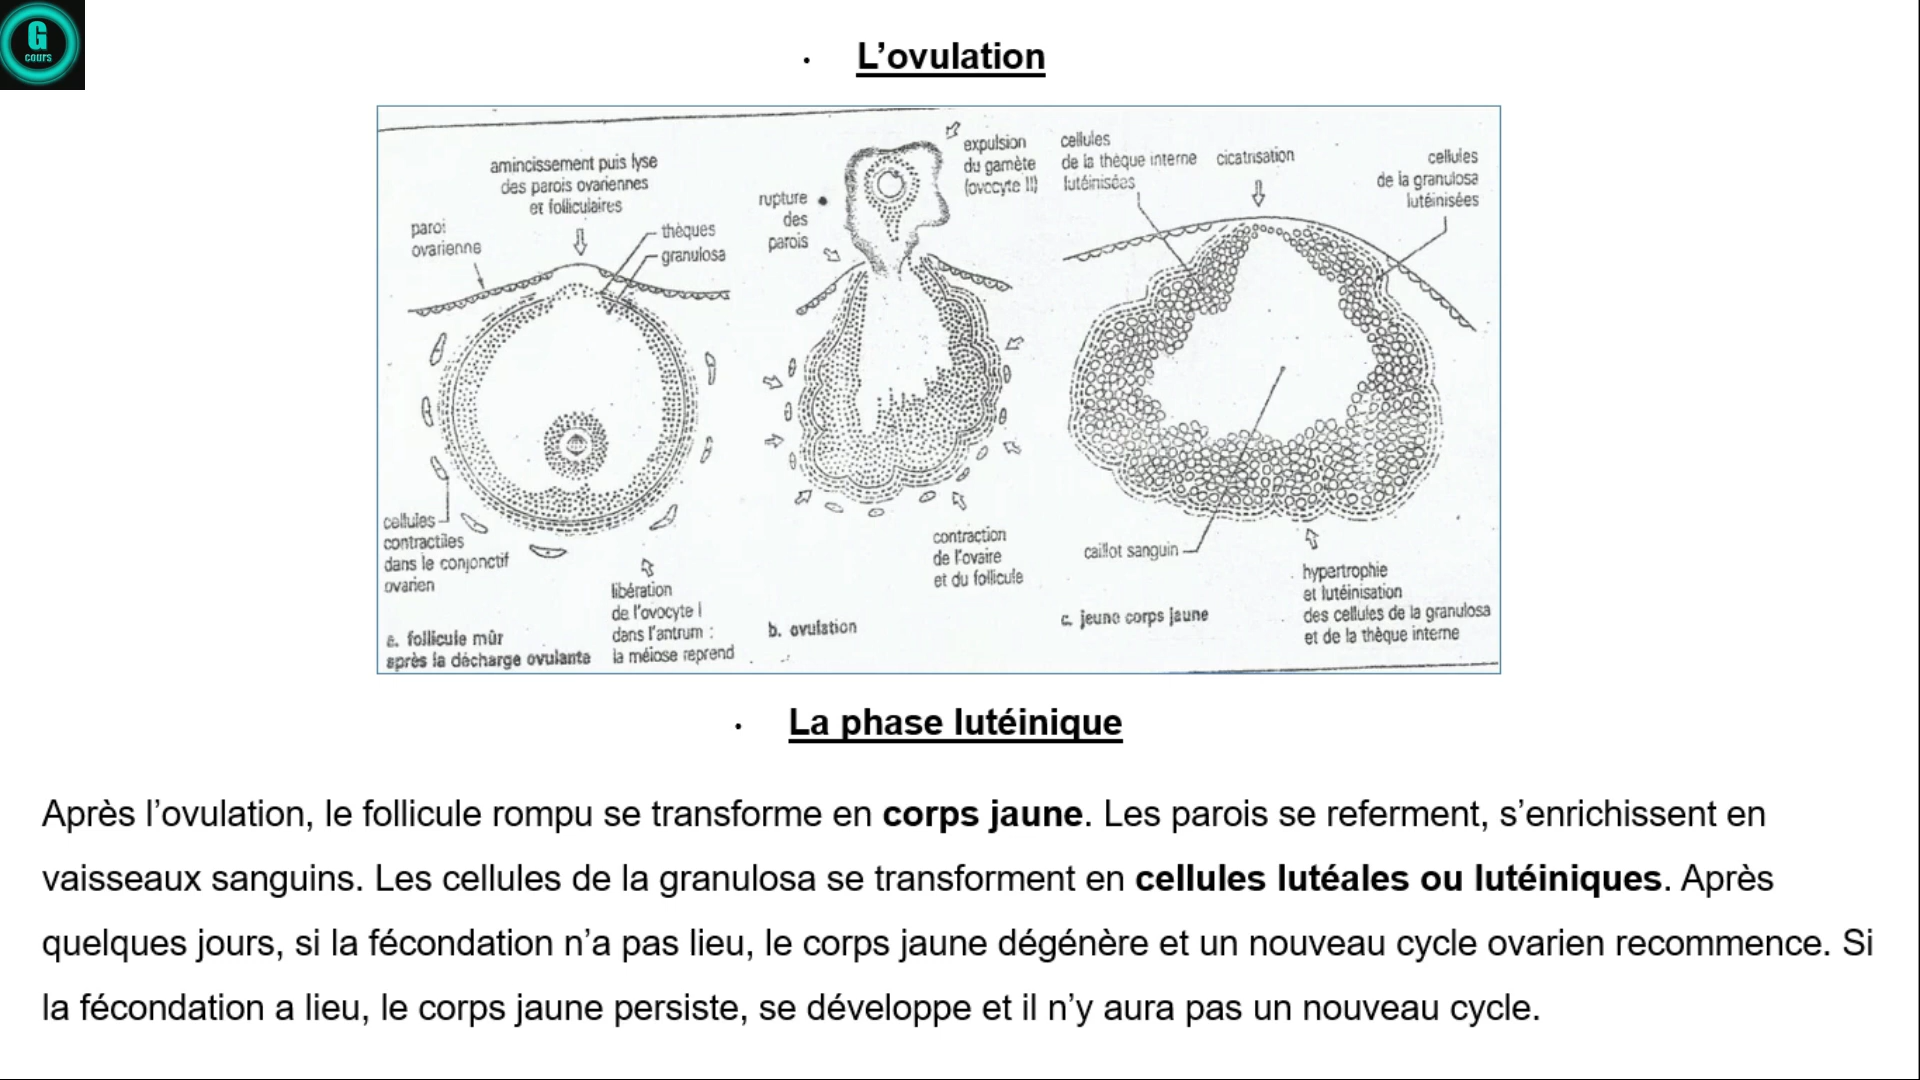 G
cours
L’ovulation
amincissement puis lyse
des parois ovariennes
et folliculaires
paroi
ovarienne
thèques
granulosa
cellules
contractiles
dans le conjonctif
ovarien
libération
de l'ovocyte I
dans l'antrum :
la méiose reprend
a. follicule mûr
après la décharge ovulante
rupture
des
parois
expulsion
du gamète
(ovocyte II)
contraction
de l'ovaire
et du follicule
b. ovulation
cellules
de la thèque interne
lutéinisées
cicatrisation
cellules
de la granulosa
lutéinisées
caillot sanguin
c. jeune corps jaune
hypertrophie
et lutéinisation
des cellules de la granulosa
et de la thèque interne
La phase lutéinique
Après l’ovulation, le follicule rompu se transforme en corps jaune. Les parois se referment, s’enrichissent en
vaisseaux sanguins. Les cellules de la granulosa se transforment en cellules lutéales ou lutéiniques. Après
quelques jours, si la fécondation n’a pas lieu, le corps jaune dégénère et un nouveau cycle ovarien recommence. Si
la fécondation a lieu, le corps jaune persiste, se développe et il n’y aura pas un nouveau cycle.